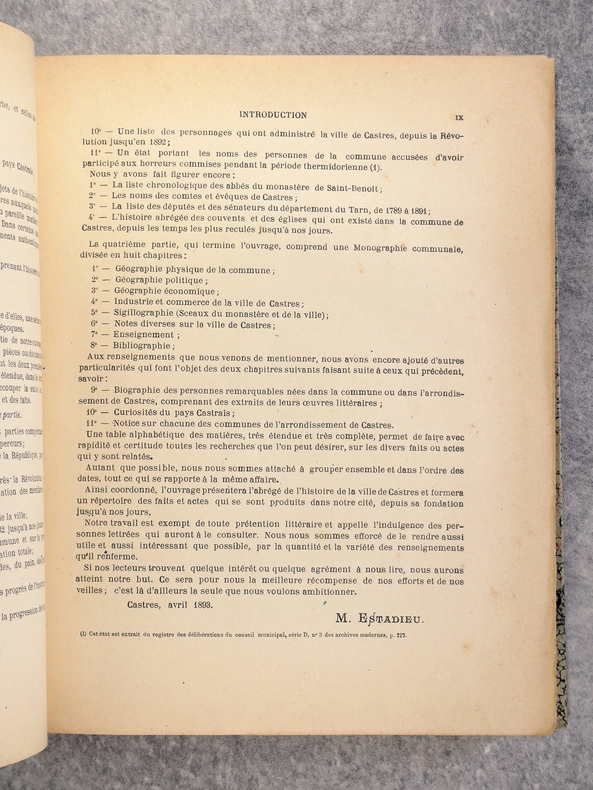 INTRODUCTION
IX
10° — Une liste des personnages qui ont administré la ville de Castres, depuis la Révo-
lution jusqu'en 1892;
11° — Un état portant les noms des personnes de la commune accusées d'avoir
participé aux horreurs commises pendant la période thermidorienne (1).
Nous y avons fait figurer encore:
1° — La liste chronologique des abbés du monastère de Saint-Benoit;
2° — Les noms des comtes et évêques de Castres;
3° — La liste des députés et des sénateurs du département du Tarn, de 1789 à 1891;
4° — L'histoire abrégée des couvents et des églises qui ont existé dans la commune de
Castres, depuis les temps les plus reculés jusqu'à nos jours.
La quatrième partie, qui termine l'ouvrage, comprend une Monographie communale,
divisée en huit chapitres:
1° — Géographie physique de la commune;
2° — Géographie politique;
3° — Géographie économique;
4° — Industrie et commerce de la ville de Castres;
5° — Sigillographie (Sceaux du monastère et de la ville);
6° — Notes diverses sur la ville de Castres;
7° — Enseignement;
8° — Bibliographie;
Aux renseignements que nous venons de mentionner, nous avons encore ajouté d'autres
particularités qui font l'objet des deux chapitres suivants faisant suite à ceux qui précèdent,
savoir:
9° — Biographie des personnes remarquables nées dans la commune ou dans l'arrondis-
sement de Castres, comprenant des extraits de leurs œuvres littéraires;
10° — Curiosités du pays Castrais;
11° — Notice sur chacune des communes de l'arrondissement de Castres.
Une table alphabétique des matières, très étendue et très complète, permet de faire avec
rapidité et certitude toutes les recherches que l'on peut désirer, sur les divers faits ou actes
qui y sont relatés.
Autant que possible, nous nous sommes attaché à grouper ensemble et dans l'ordre des
dates, tout ce qui se rapporte à la même affaire.
Ainsi coordonné, l'ouvrage présentera l'abrégé de l'histoire de la ville de Castres et formera
un répertoire des faits et actes qui se sont produits dans notre cité, depuis sa fondation
jusqu'à nos jours,
Notre travail est exempt de toute prétention littéraire et appelle l'indulgence des per-
sonnes lettrées qui auront à le consulter. Nous nous sommes efforcé de le rendre aussi
utile et aussi intéressant que possible, par la quantité et la variété des renseignements
qu'il renferme.
Si nos lecteurs trouvent quelque intérêt ou quelque agrément à nous lire, nous aurons
atteint notre but. Ce sera pour nous la meilleure récompense de nos efforts et de nos
veilles; c'est là d'ailleurs la seule que nous voulons ambitionner.
Castres, avril 1893.
M. ESTADIEU.
(1) Cet état est extrait du registre des délibérations du conseil municipal, série D, n° 3 des archives modernes, p. 217.